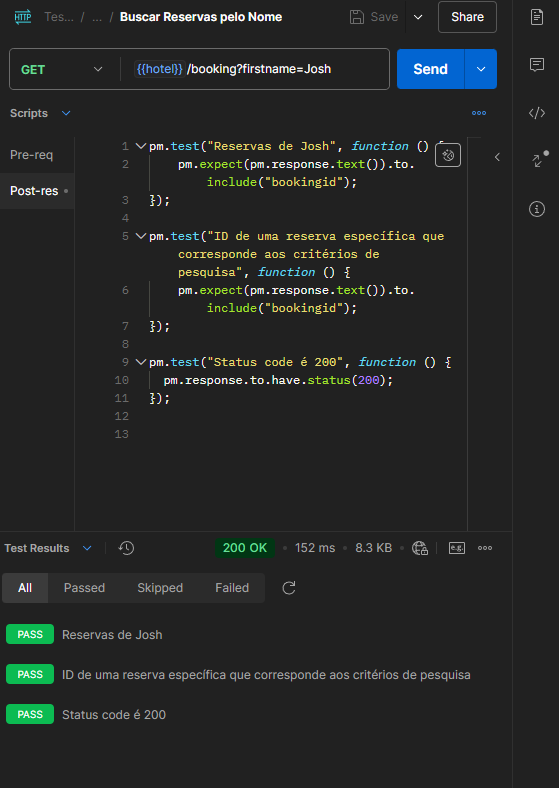 HTTP Tes... / ... / Buscar Reservas pelo Nome Save Share
GET {{hotel}}/booking?firstname=Josh Send
Scripts
Pre-req
Post-res
1 pm.test("Reservas de Josh", function () {
2 pm.expect(pm.response.text()).to.
include("bookingid");
3 });
4
5 pm.test("ID de uma reserva específica que
corresponde aos critérios de
pesquisa", function () {
6 pm.expect(pm.response.text()).to.
include("bookingid");
7 });
8
9 pm.test("Status code é 200", function () {
10 pm.response.to.have.status(200);
11 });
12
13
Test Results 200 OK • 152 ms • 8.3 KB • e.g.
All Passed Skipped Failed
PASS Reservas de Josh
PASS ID de uma reserva específica que corresponde aos critérios de pesquisa
PASS Status code é 200